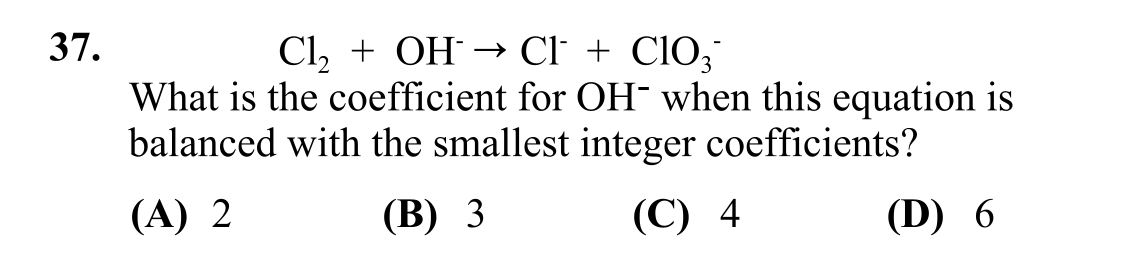 37. Cl₂ + OH⁻ → Cl⁻ + ClO₃⁻
What is the coefficient for OH⁻ when this equation is
balanced with the smallest integer coefficients?
(A) 2 (B) 3 (C) 4 (D) 6